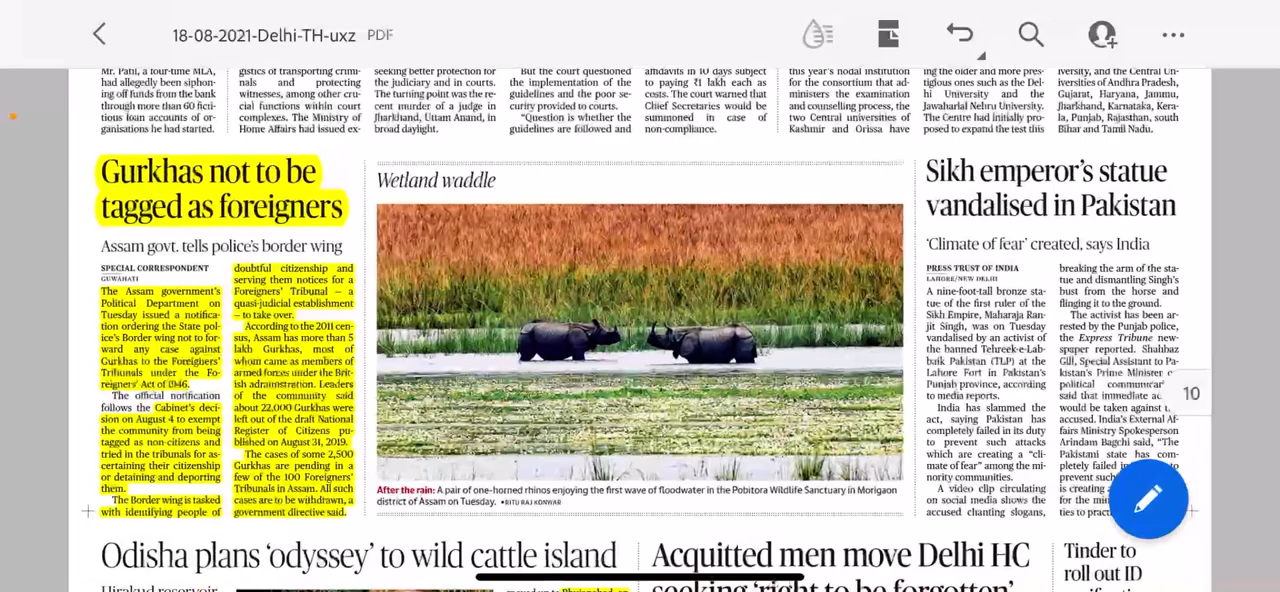 18-08-2021-Delhi-TH-uxz PDF
Mr. Patil, a four-time MLA,
had allegedly been siphon-
ing off funds from the bank
through more than 60 ficti-
tious loan accounts of or-
ganisations he had started.
gistics of transporting crimi-
nals and protecting
witnesses, among other cru-
cial functions within court
complexes. The Ministry of
Home Affairs had issued ex-
seeking better protection for
the judiciary and in courts.
The turning point was the re-
cent murder of a judge in
Jharkhand, Uttam Anand, in
broad daylight.
But the court questioned
the implementation of the
guidelines and the poor se-
curity provided to courts.
“Question is whether the
guidelines are followed and
affidavits in 10 days subject
to paying ₹1 lakh each as
costs. The court warned that
Chief Secretaries would be
summoned in case of
non-compliance.
this year's nodal institution
for the consortium that ad-
ministers the examination
and counselling process, the
two Central universities of
Kashmir and Orissa have
ing the older and more pres-
tigious ones such as the Del-
hi University and the
Jawaharlal Nehru University.
The Centre had initially pro-
posed to expand the test this
iversity, and the Central Un-
iversities of Andhra Pradesh,
Gujarat, Haryana, Jammu,
Jharkhand, Karnataka, Kera-
la, Punjab, Rajasthan, south
Bihar and Tamil Nadu.
Gurkhas not to be
tagged as foreigners
Assam govt. tells police's border wing
SPECIAL CORRESPONDENT
GUWAHATI
The Assam government's
Political Department on
Tuesday issued a notifica-
tion ordering the State pol-
ice's Border wing not to for-
ward any case against
Gurkhas to the Foreigners'
Tribunals under the Fo-
reigners' Act of 1946.
The official notification
follows the Cabinet's deci-
sion on August 4 to exempt
the community from being
tagged as non-citizens and
tried in the tribunals for as-
certaining their citizenship
or detaining and deporting
them.
The Border wing is tasked
with identifying people of
doubtful citizenship and
serving them notices for a
Foreigners' Tribunal — a
quasi-judicial establishment
— to take over.
According to the 2011 cen-
sus, Assam has more than 5
lakh Gurkhas, most of
whom came as members of
armed forces under the Brit-
ish administration. Leaders
of the community said
about 22,000 Gurkhas were
left out of the draft National
Register of Citizens pu-
blished on August 31, 2019.
The cases of some 2,500
Gurkhas are pending in a
few of the 100 Foreigners'
Tribunals in Assam. All such
cases are to be withdrawn, a
government directive said.
Wetland waddle
After the rain: A pair of one-horned rhinos enjoying the first wave of floodwater in the Pobitora Wildlife Sanctuary in Morigaon
district of Assam on Tuesday. • RITU RAJ KONWAR
Sikh emperor's statue
vandalised in Pakistan
‘Climate of fear’ created, says India
PRESS TRUST OF INDIA
LAHORE/NEW DELHI
A nine-foot-tall bronze sta-
tue of the first ruler of the
Sikh Empire, Maharaja Ran-
jit Singh, was on Tuesday
vandalised by an activist of
the banned Tehreek-e-Lab-
baik Pakistan (TLP) at the
Lahore Fort in Pakistan's
Punjab province, according
to media reports.
India has slammed the
act, saying Pakistan has
completely failed in its duty
to prevent such attacks
which are creating a “cli-
mate of fear” among the mi-
nority communities.
A video clip circulating
on social media shows the
accused chanting slogans,
breaking the arm of the sta-
tue and dismantling Singh's
bust from the horse and
flinging it to the ground.
The activist has been ar-
rested by the Punjab police,
the Express Tribune news-
paper reported. Shahbaz
Gill, Special Assistant to Pa-
kistan's Prime Minister
political
said that immediate
would be taken against
accused. India's External Af-
fairs Ministry Spokesperson
Arindam Bagchi said, “The
Pakistani state has com-
pletely failed
prevent such
is creating
for the
ties to
10
Odisha plans ‘odyssey’ to wild cattle island
Acquitted men move Delhi HC
seeking ‘right to be forgotten’
Tinder to
roll out ID
Hirakud reservoir